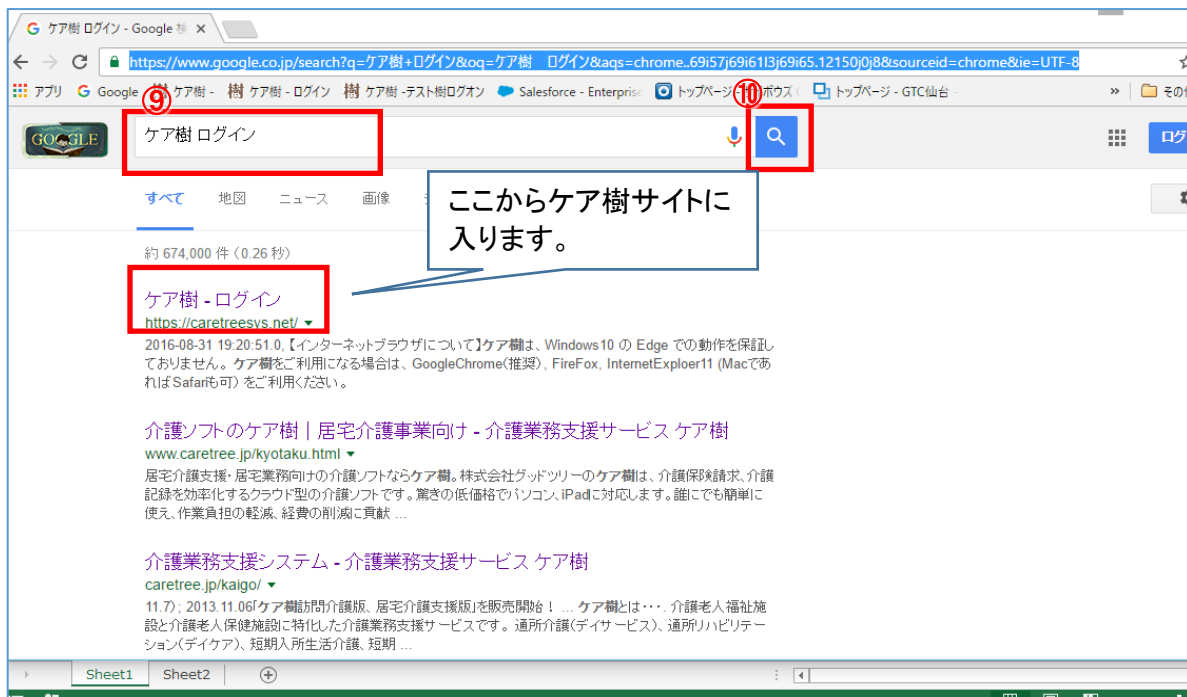 G ケア樹 ログイン - Google 検 ×
https://www.google.co.jp/search?q=ケア樹+ログイン&oq=ケア樹　ログイン&aqs=chrome..69i57j69i61l3j69i65.12150j0j8&sourceid=chrome&ie=UTF-8
アプリ G Google 樹 ケア樹 - 樹 ケア樹 - ログイン 樹 ケア樹 -テスト樹ログオン Salesforce - Enterprise トップページ - ボウズ トップページ - GTC仙台 - » その
⑨ ⑩
GOOGLE ケア樹 ログイン ログ
すべて 地図 ニュース 画像
ここからケア樹サイトに
入ります。
約 674,000 件 (0.26 秒)
ケア樹 - ログイン
https://caretreesys.net/ ▼
2016-08-31 19:20:51.0, 【インターネットブラウザについて】ケア樹は、Windows10 の Edge での動作を保証し
ておりません。ケア樹をご利用になる場合は、GoogleChrome(推奨), FireFox, InternetExploer11 (Macであ
ればSafariも可) をご利用ください。
介護ソフトのケア樹｜居宅介護事業向け - 介護業務支援サービス ケア樹
www.caretree.jp/kyotaku.html ▼
居宅介護支援・居宅業務向けの介護ソフトならケア樹。株式会社グッドツリーのケア樹は、介護保険請求、介護
記録を効率化するクラウド型の介護ソフトです。驚きの低価格でパソコン、iPadに対応します。誰にでも簡単に
使え、作業負担の軽減、経費の削減に貢献 ...
介護業務支援システム - 介護業務支援サービス ケア樹
caretree.jp/kaigo/ ▼
11.7); 2013.11.06「ケア樹訪問介護版、居宅介護支援版」を販売開始！ ... ケア樹とは・・・. 介護老人福祉施
設と介護老人保健施設に特化した介護業務支援サービスです。通所介護(デイサービス)、通所リハビリテー
ション(デイケア)、短期入所生活介護、短期 ...
Sheet1 Sheet2